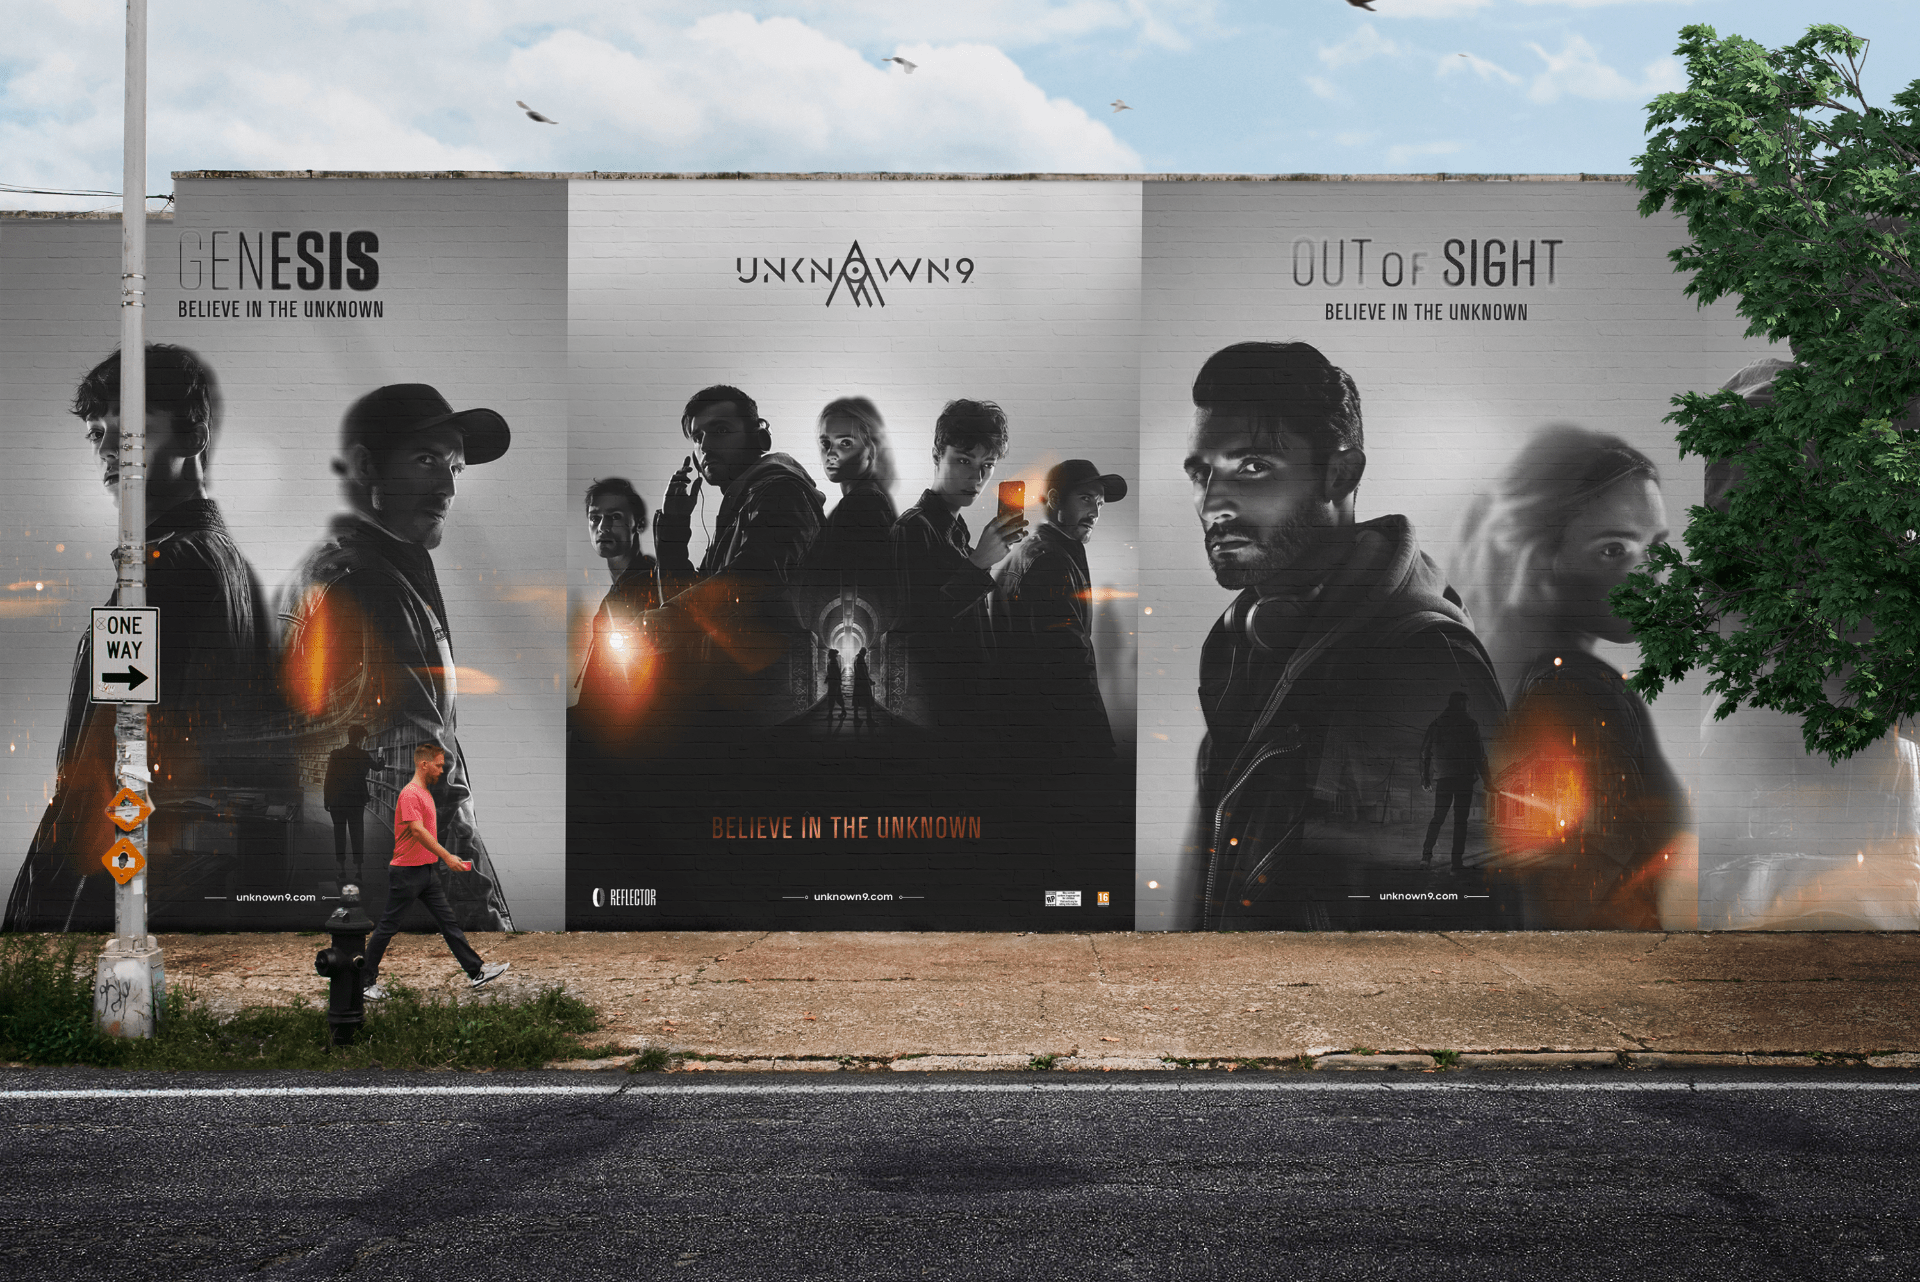 GENESIS
BELIEVE IN THE UNKNOWN
unknown9.com
ONE
WAY
UNKNOWN9
BELIEVE IN THE UNKNOWN
REFLECTOR
unknown9.com
16
OUT OF SIGHT
BELIEVE IN THE UNKNOWN
unknown9.com